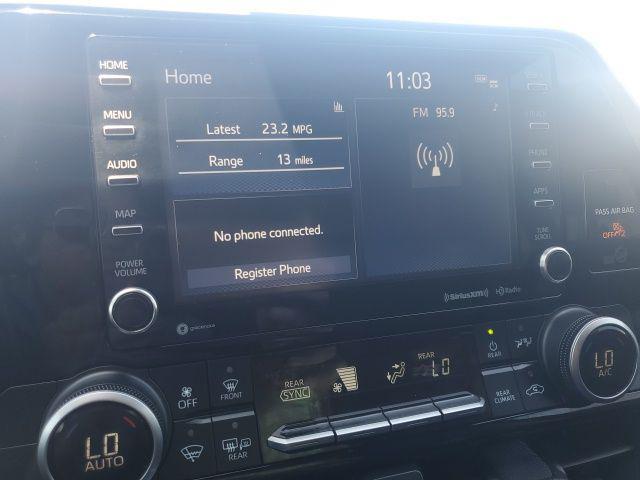 HOME
Home
11:03
MENU
Latest 23.2 MPG
FM 95.9
AUDIO
Range 13 miles
PHONE
MAP
APPS
PASS AIR BAG
OFF
No phone connected.
TUNE
SCROLL
POWER
VOLUME
Register Phone
SiriusXM
HD Radio
gracenote
OFF
FRONT
REAR
SYNC
REAR
LO
REAR
LO
A/C
LO
AUTO
REAR
REAR
CLIMATE